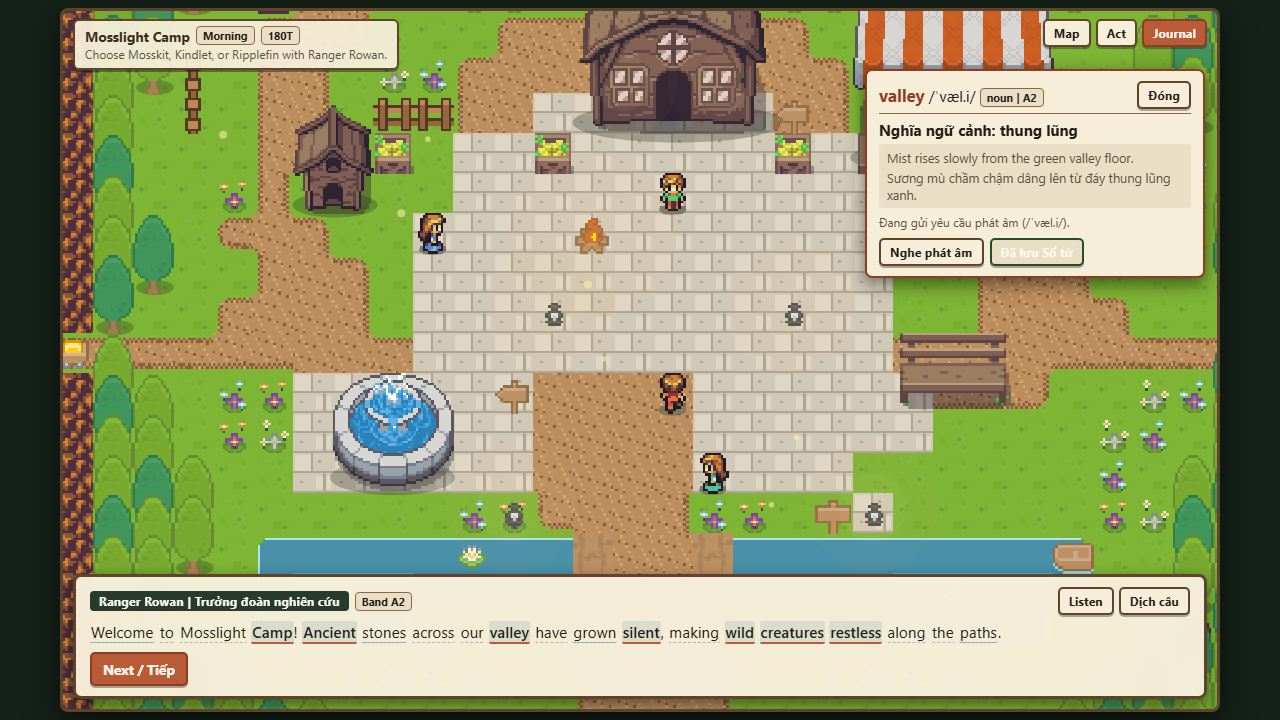 Mosslight Camp Morning 180T
Choose Mosskit, Kindlet, or Ripplefin with Ranger Rowan.
Map Act Journal
valley /ˈvæl.i/ noun | A2 Đóng
Nghĩa ngữ cảnh: thung lũng
Mist rises slowly from the green valley floor.
Sương mù chầm chậm dâng lên từ đáy thung lũng
xanh.
Đang gửi yêu cầu phát âm (/ˈvæl.i/).
Nghe phát âm Đã lưu Sổ từ
Ranger Rowan | Trưởng đoàn nghiên cứu Band A2
Listen Dịch câu
Welcome to Mosslight Camp! Ancient stones across our valley have grown silent, making wild creatures restless along the paths.
Next / Tiếp